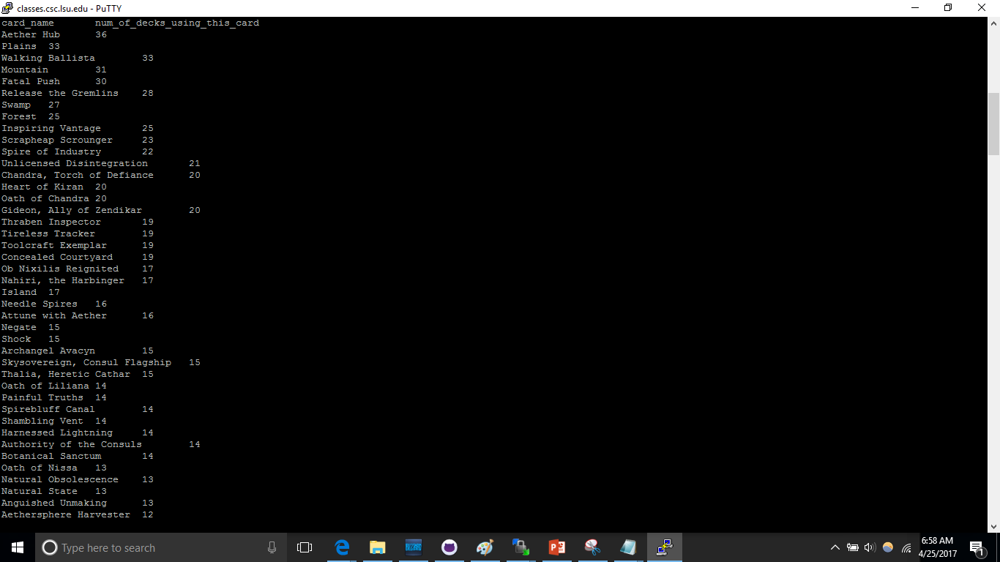 classes.csc.lsu.edu - PuTTY
card_name num_of_decks_using_this_card
Aether Hub 36
Plains 33
Walking Ballista 33
Mountain 31
Fatal Push 30
Release the Gremlins 28
Swamp 27
Forest 25
Inspiring Vantage 25
Scrapheap Scrounger 23
Spire of Industry 22
Unlicensed Disintegration 21
Chandra, Torch of Defiance 20
Heart of Kiran 20
Oath of Chandra 20
Gideon, Ally of Zendikar 20
Thraben Inspector 19
Tireless Tracker 19
Toolcraft Exemplar 19
Concealed Courtyard 19
Ob Nixilis Reignited 17
Nahiri, the Harbinger 17
Island 17
Needle Spires 16
Attune with Aether 16
Negate 15
Shock 15
Archangel Avacyn 15
Skysovereign, Consul Flagship 15
Thalia, Heretic Cathar 15
Oath of Liliana 14
Painful Truths 14
Spirebluff Canal 14
Shambling Vent 14
Harnessed Lightning 14
Authority of the Consuls 14
Botanical Sanctum 14
Oath of Nissa 13
Natural Obsolescence 13
Natural State 13
Anguished Unmaking 13
Aethersphere Harvester 12
Type here to search
6:58 AM
4/25/2017
1